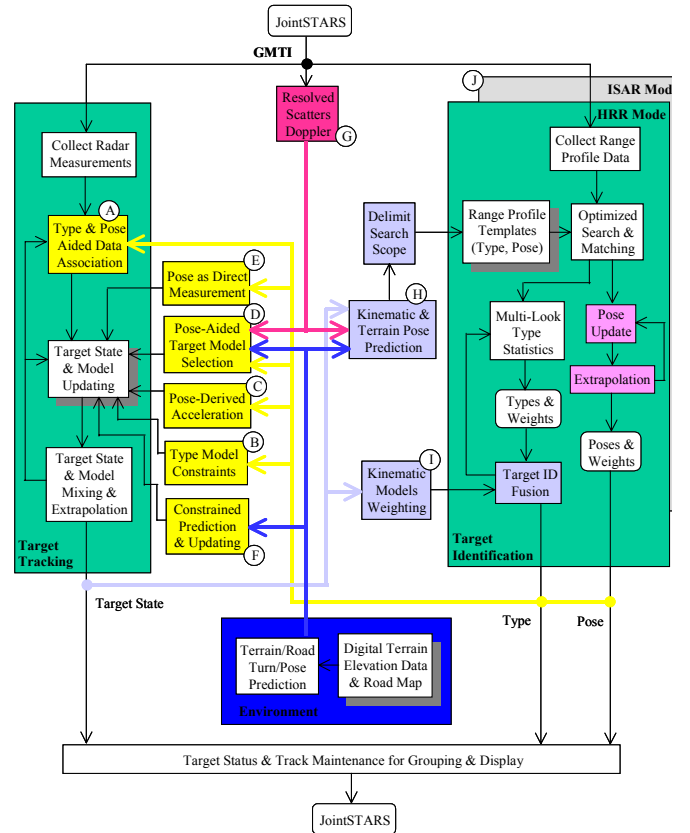 JointSTARS
GMTI
J
ISAR Mod
HRR Mode
Resolved
Scatters
Doppler
G
Collect Radar
Measurements
Collect Range
Profile Data
A
Type & Pose
Aided Data
Association
Delimit
Search
Scope
Range Profile
Templates
(Type, Pose)
Optimized
Search &
Matching
E
Pose as Direct
Measurement
H
Kinematic &
Terrain Pose
Prediction
D
Pose-Aided
Target Model
Selection
Multi-Look
Type
Statistics
Pose
Update
Target State
& Model
Updating
C
Pose-Derived
Acceleration
Extrapolation
Types &
Weights
B
Type Model
Constraints
Poses &
Weights
Target State
& Model
Mixing &
Extrapolation
I
Kinematic
Models
Weighting
Target ID
Fusion
Constrained
Prediction
& Updating
F
Target
Tracking
Target
Identification
Target State
Type
Pose
Terrain/Road
Turn/Pose
Prediction
Digital Terrain
Elevation Data
& Road Map
Environment
Target Status & Track Maintenance for Grouping & Display
JointSTARS